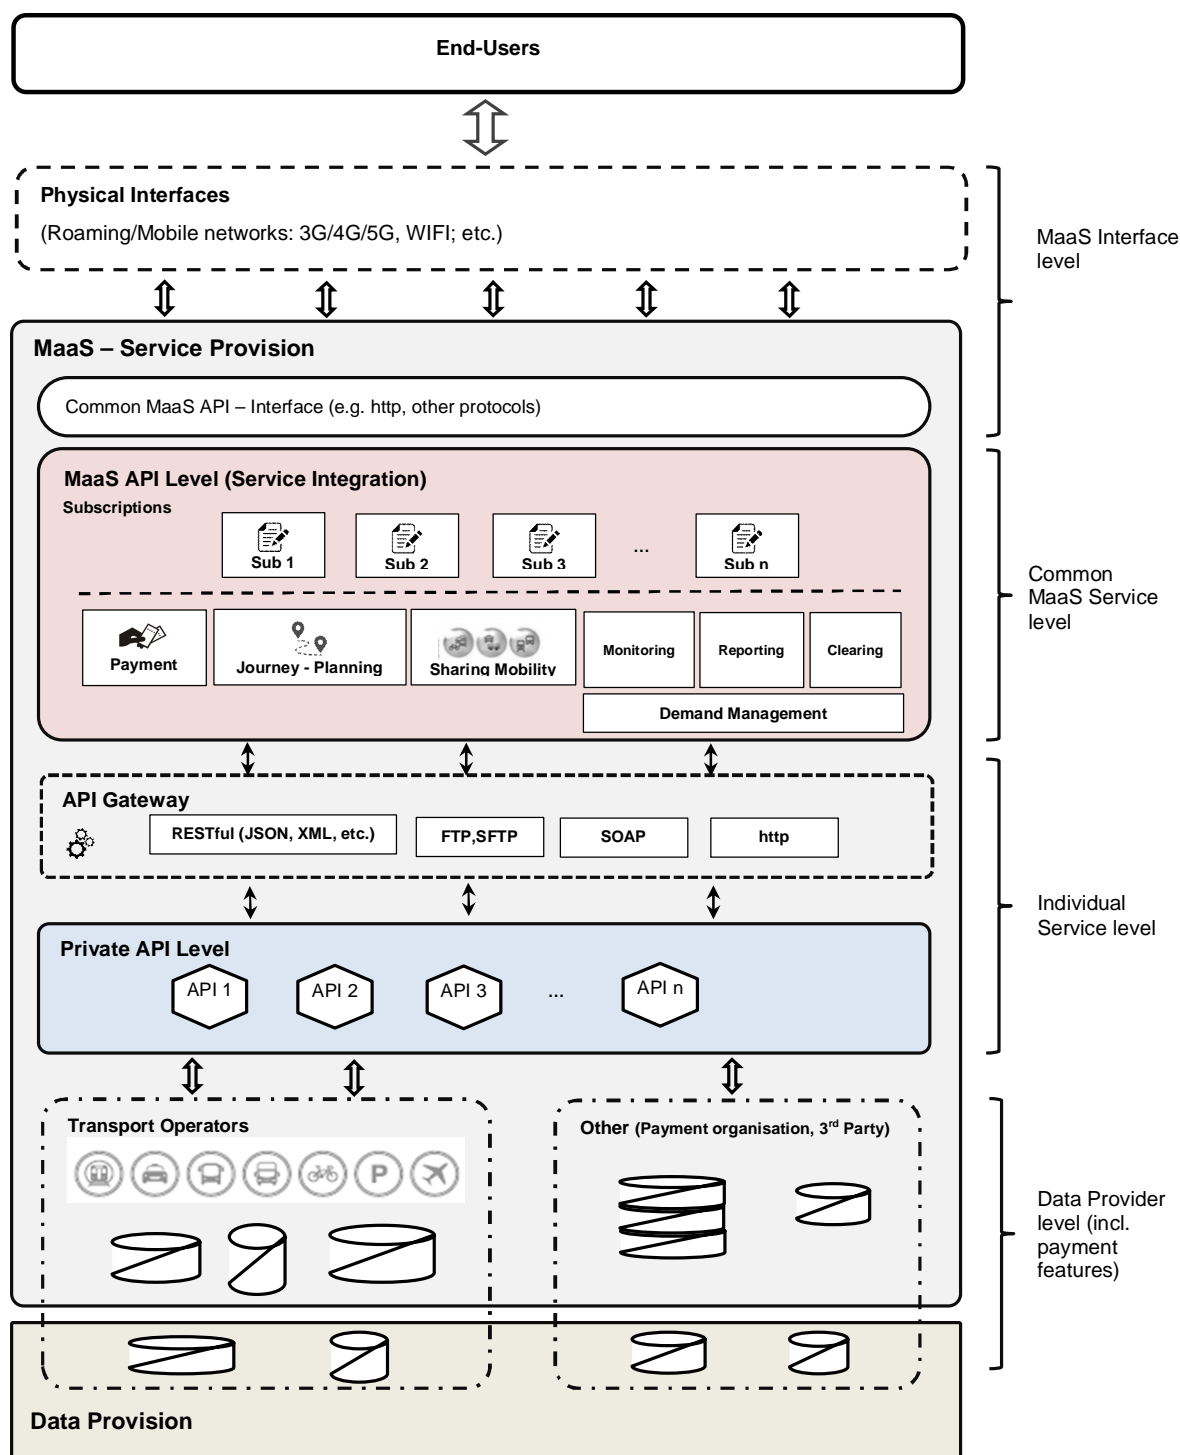 End-Users
Physical Interfaces
(Roaming/Mobile networks: 3G/4G/5G, WIFI; etc.)
MaaS Interface
level
MaaS – Service Provision
Common MaaS API – Interface (e.g. http, other protocols)
MaaS API Level (Service Integration)
Subscriptions
Sub 1
Sub 2
Sub 3
...
Sub n
Common
MaaS Service
level
Payment
Journey - Planning
Sharing Mobility
Monitoring
Reporting
Clearing
Demand Management
API Gateway
RESTful (JSON, XML, etc.)
FTP,SFTP
SOAP
http
Individual
Service level
Private API Level
API 1
API 2
API 3
...
API n
Transport Operators
P
Other (Payment organisation, 3rd Party)
Data Provider
level (incl.
payment
features)
Data Provision